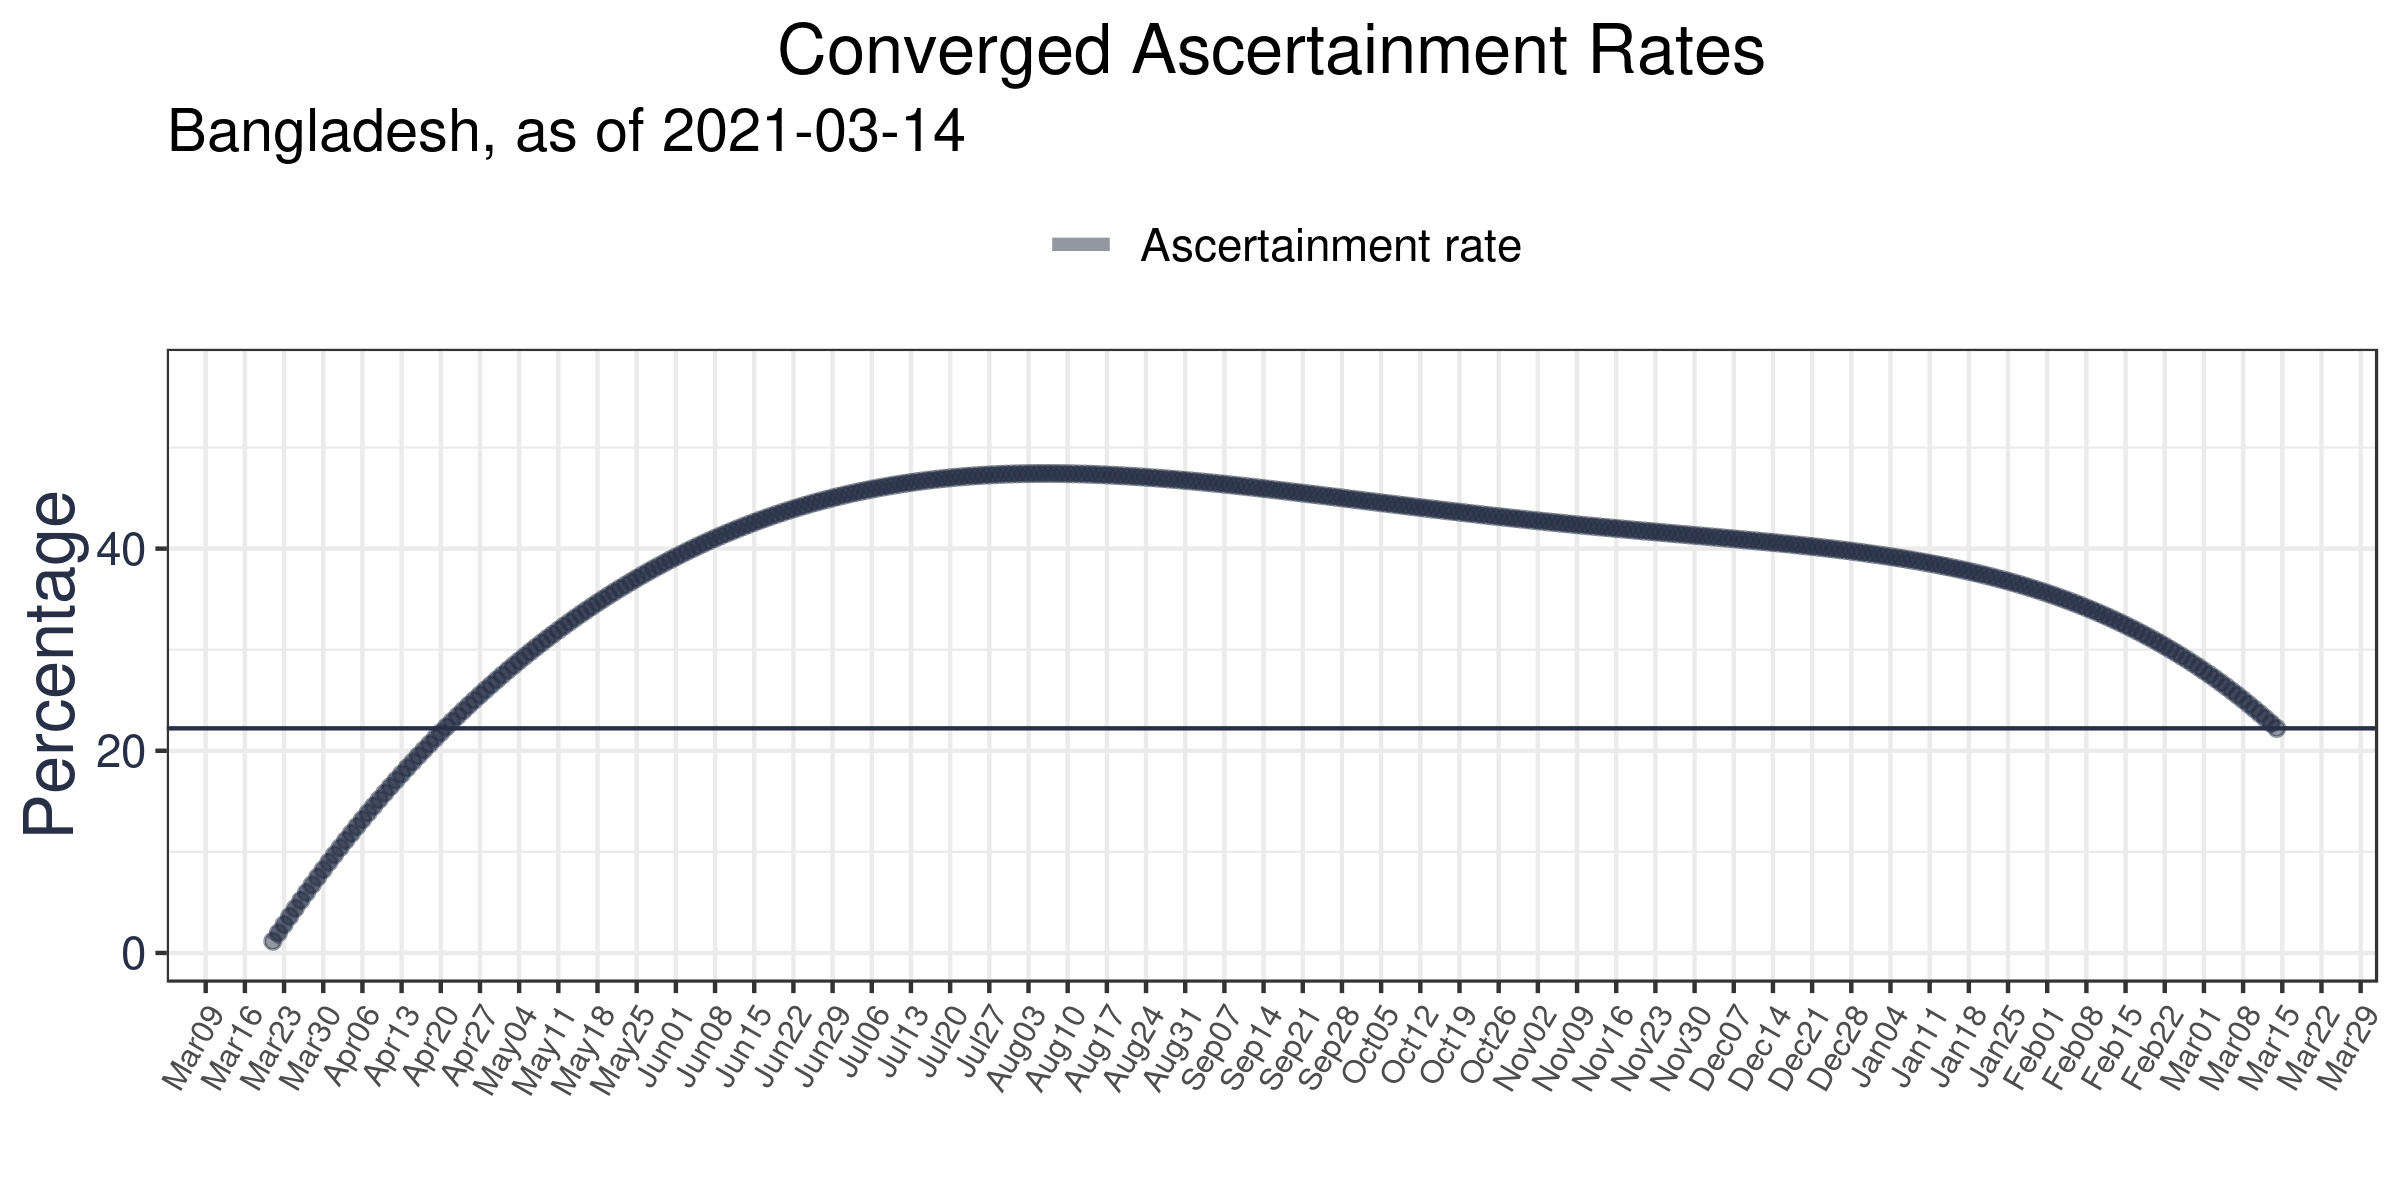 Converged Ascertainment Rates
Bangladesh, as of 2021-03-14
Ascertainment rate
Percentage
40
20
0
Mar09 Mar16 Mar23 Mar30 Apr06 Apr13 Apr20 Apr27 May04 May11 May18 May25 Jun01 Jun08 Jun15 Jun22 Jun29 Jul06 Jul13 Jul20 Jul27 Aug03 Aug10 Aug17 Aug24 Aug31 Sep07 Sep14 Sep21 Sep28 Oct05 Oct12 Oct19 Oct26 Nov02 Nov09 Nov16 Nov23 Nov30 Dec07 Dec14 Dec21 Dec28 Jan04 Jan11 Jan18 Jan25 Feb01 Feb08 Feb15 Feb22 Mar01 Mar08 Mar15 Mar22 Mar29